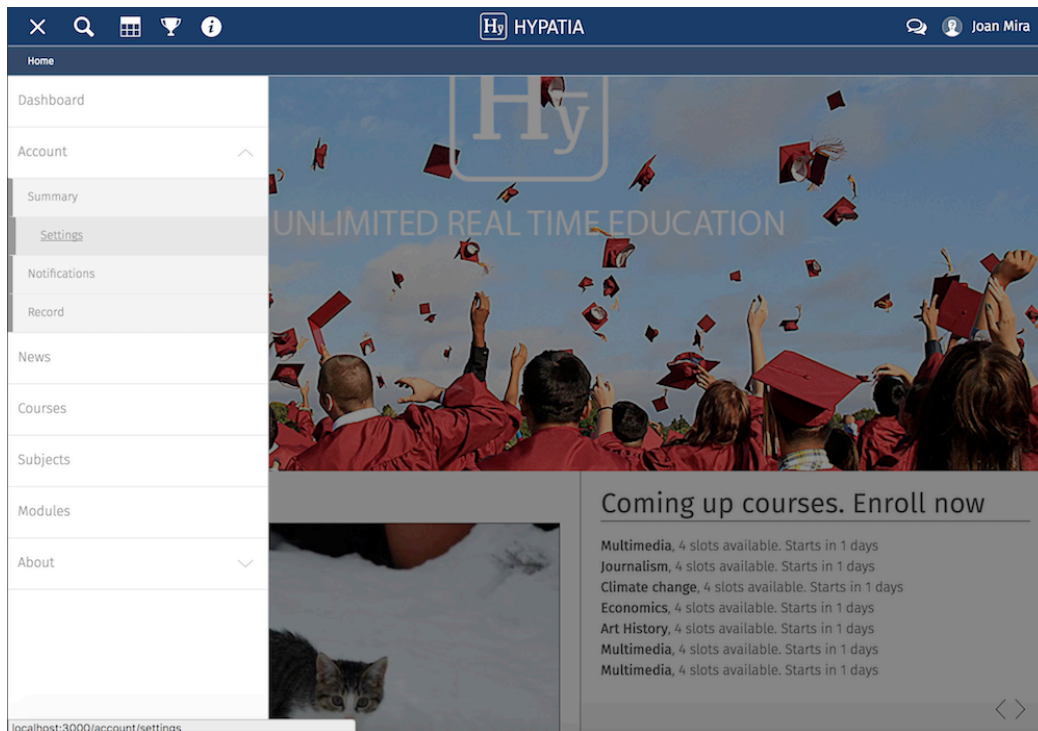 Hy HYPATIA
Joan Mira
Home
Dashboard
Account
Summary
Settings
Notifications
Record
News
Courses
Subjects
Modules
About
Hy
UNLIMITED REAL TIME EDUCATION
Coming up courses. Enroll now
Multimedia, 4 slots available. Starts in 1 days
Journalism, 4 slots available. Starts in 1 days
Climate change, 4 slots available. Starts in 1 days
Economics, 4 slots available. Starts in 1 days
Art History, 4 slots available. Starts in 1 days
Multimedia, 4 slots available. Starts in 1 days
Multimedia, 4 slots available. Starts in 1 days
localhost:3000/account/settings